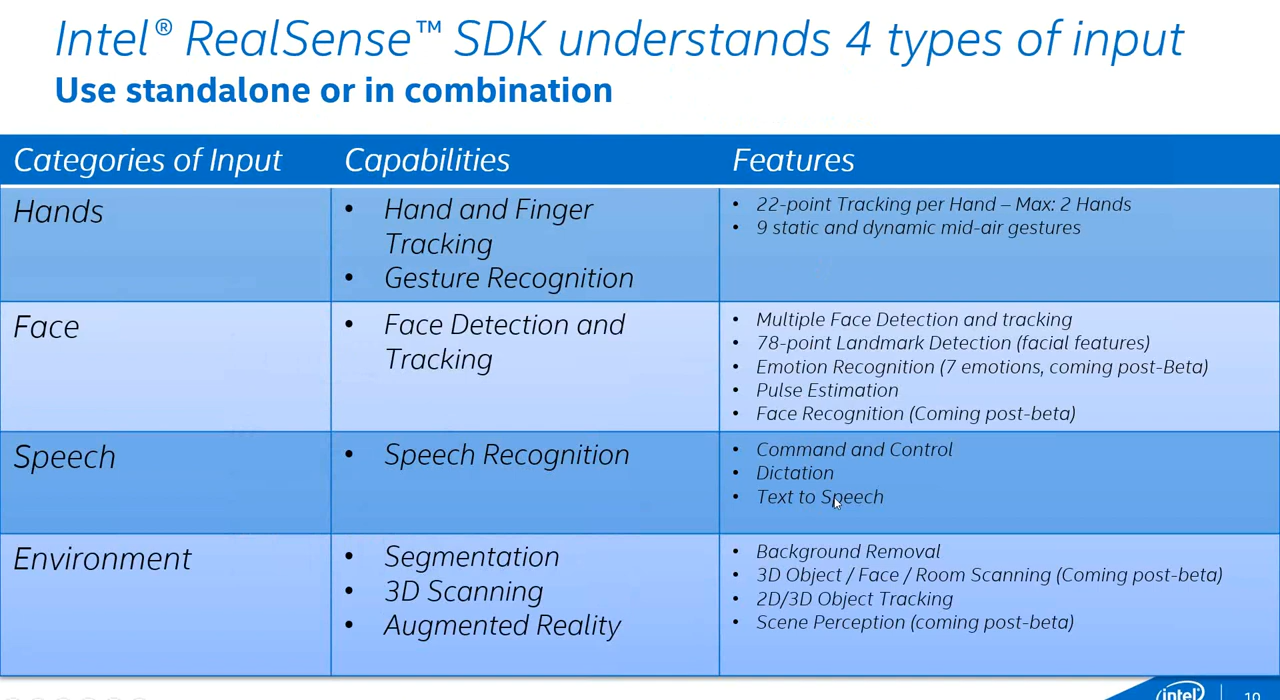 Intel® RealSense™ SDK understands 4 types of input
Use standalone or in combination
Categories of Input
Capabilities
Features
Hands
• Hand and Finger
Tracking
• Gesture Recognition
• 22-point Tracking per Hand – Max: 2 Hands
• 9 static and dynamic mid-air gestures
Face
• Face Detection and
Tracking
• Multiple Face Detection and tracking
• 78-point Landmark Detection (facial features)
• Emotion Recognition (7 emotions, coming post-Beta)
• Pulse Estimation
• Face Recognition (Coming post-beta)
Speech
• Speech Recognition
• Command and Control
• Dictation
• Text to Speech
Environment
• Segmentation
• 3D Scanning
• Augmented Reality
• Background Removal
• 3D Object / Face / Room Scanning (Coming post-beta)
• 2D/3D Object Tracking
• Scene Perception (coming post-beta)
intel
10